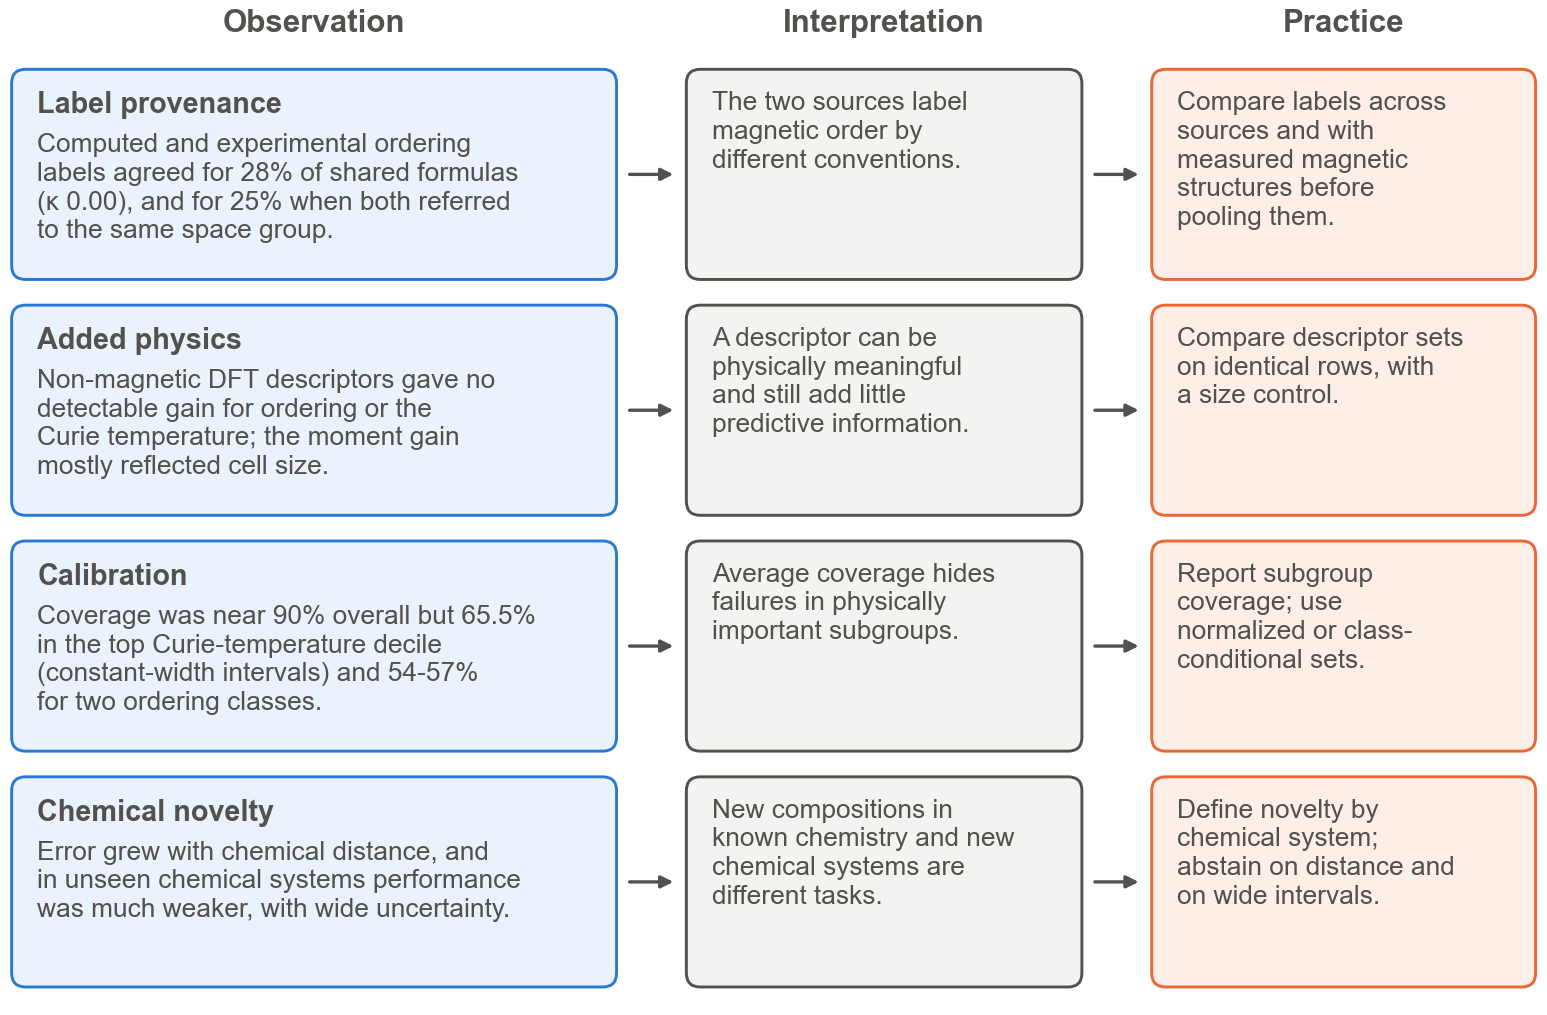 Observation
Interpretation
Practice
Label provenance
Computed and experimental ordering
labels agreed for 28% of shared formulas
(κ 0.00), and for 25% when both referred
to the same space group.
The two sources label
magnetic order by
different conventions.
Compare labels across
sources and with
measured magnetic
structures before
pooling them.
Added physics
Non-magnetic DFT descriptors gave no
detectable gain for ordering or the
Curie temperature; the moment gain
mostly reflected cell size.
A descriptor can be
physically meaningful
and still add little
predictive information.
Compare descriptor sets
on identical rows, with
a size control.
Calibration
Coverage was near 90% overall but 65.5%
in the top Curie-temperature decile
(constant-width intervals) and 54-57%
for two ordering classes.
Average coverage hides
failures in physically
important subgroups.
Report subgroup
coverage; use
normalized or class-
conditional sets.
Chemical novelty
Error grew with chemical distance, and
in unseen chemical systems performance
was much weaker, with wide uncertainty.
New compositions in
known chemistry and new
chemical systems are
different tasks.
Define novelty by
chemical system;
abstain on distance and
on wide intervals.